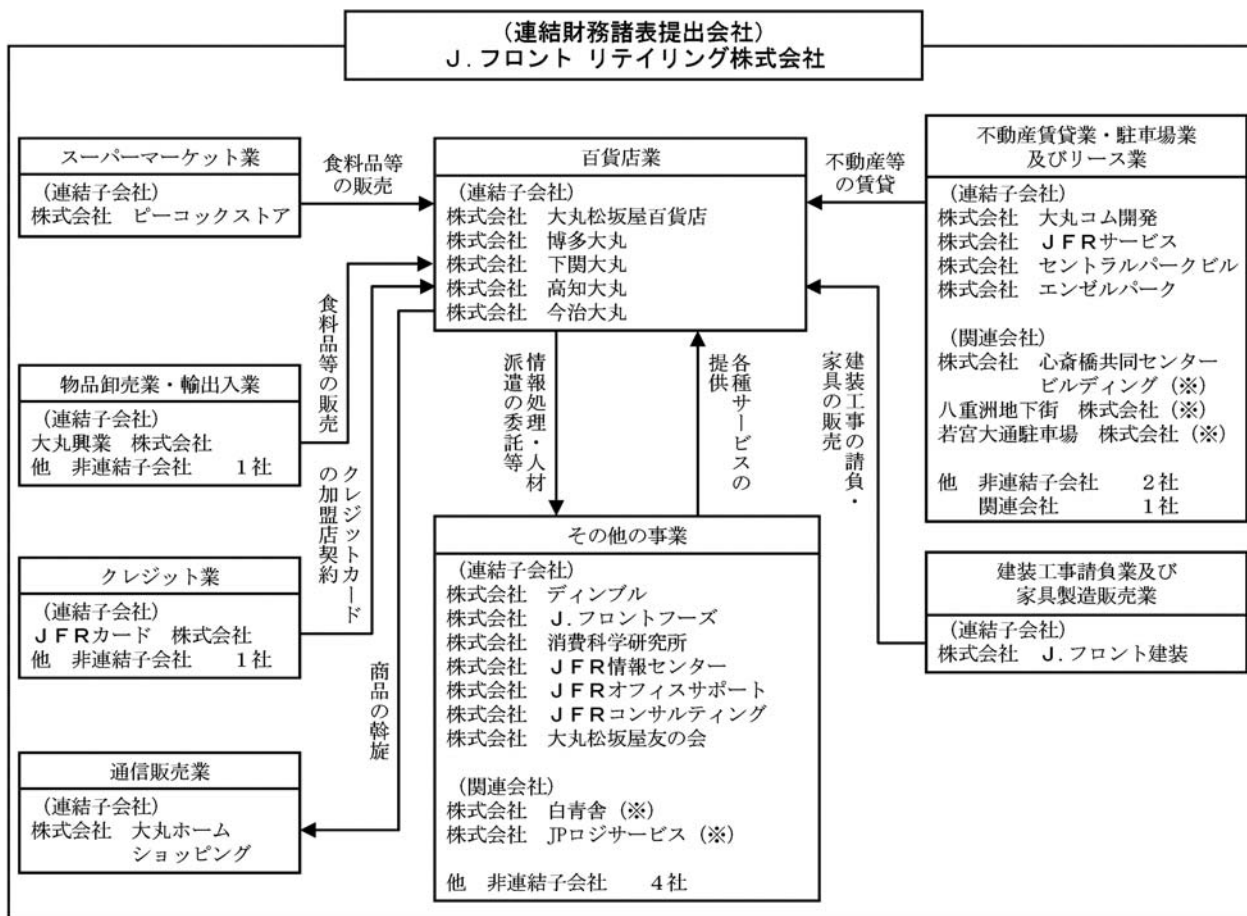 (連結財務諸表提出会社)
J.フロント リテイリング株式会社
スーパーマーケット業
(連結子会社)
株式会社 ピーコックストア
食料品等
の販売
百貨店業
(連結子会社)
株式会社 大丸松坂屋百貨店
株式会社 博多大丸
株式会社 下関大丸
株式会社 高知大丸
株式会社 今治大丸
不動産等
の賃貸
不動産賃貸業・駐車場業
及びリース業
(連結子会社)
株式会社 大丸コム開発
株式会社 JFRサービス
株式会社 セントラルパークビル
株式会社 エンゼルパーク
(関連会社)
株式会社 心斎橋共同センター
ビルディング (※)
八重洲地下街 株式会社 (※)
若宮大通駐車場 株式会社 (※)
他 非連結子会社 2社
関連会社 1社
物品卸売業・輸出入業
(連結子会社)
大丸興業 株式会社
他 非連結子会社 1社
食料品等の販売
クレジット業
(連結子会社)
JFRカード 株式会社
他 非連結子会社 1社
クレジットカード
の加盟店契約
通信販売業
(連結子会社)
株式会社 大丸ホーム
ショッピング
商品の斡旋
情報処理・人材
派遣の委託等
各種サービスの
提供
建装工事の請負・
家具の販売
その他の事業
(連結子会社)
株式会社 ディンブル
株式会社 J.フロントフーズ
株式会社 消費科学研究所
株式会社 JFR情報センター
株式会社 JFRオフィスサポート
株式会社 JFRコンサルティング
株式会社 大丸松坂屋友の会
(関連会社)
株式会社 白青舎 (※)
株式会社 JPロジサービス (※)
他 非連結子会社 4社
建装工事請負業及び
家具製造販売業
(連結子会社)
株式会社 J.フロント建装